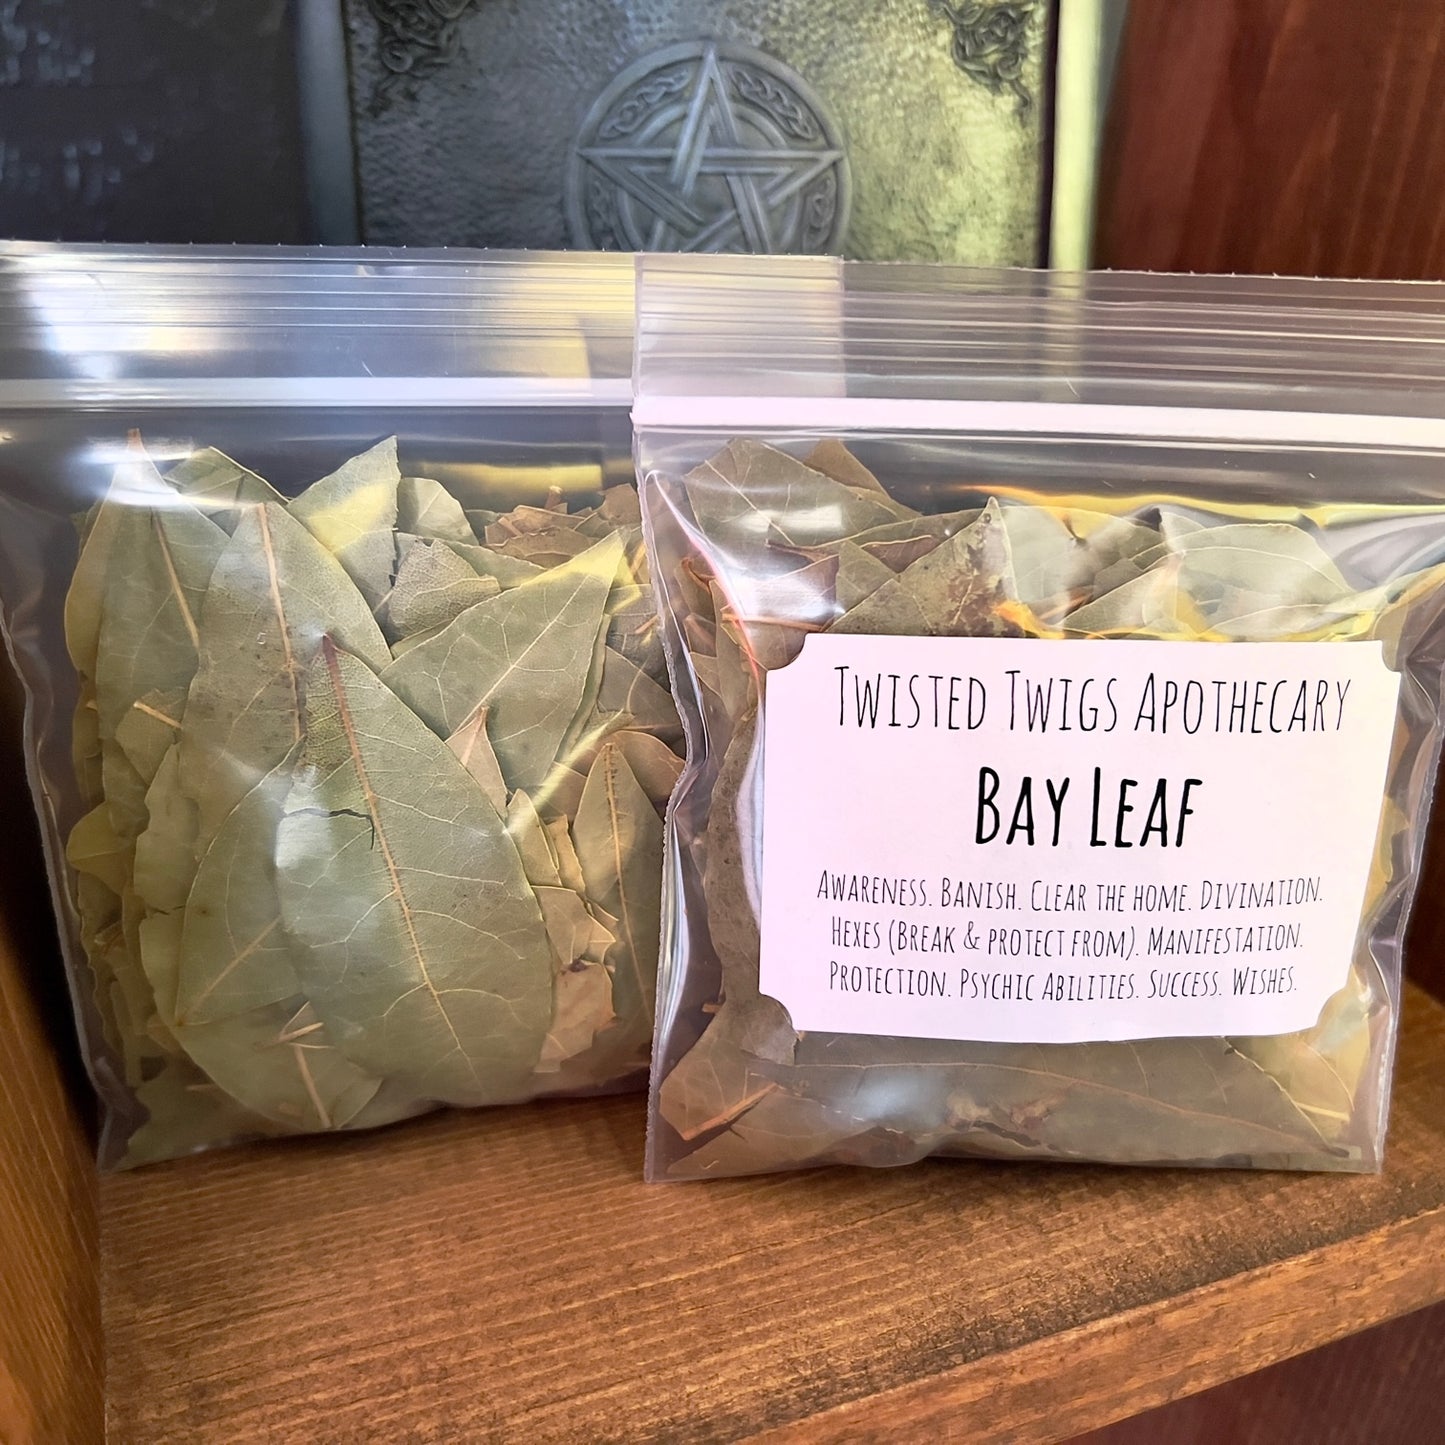 Twisted Twigs Apothecary
Bay Leaf
Awareness. Banish. Clear the home. Divination.
Hexes (Break & protect from). Manifestation.
Protection. Psychic Abilities. Success. Wishes.